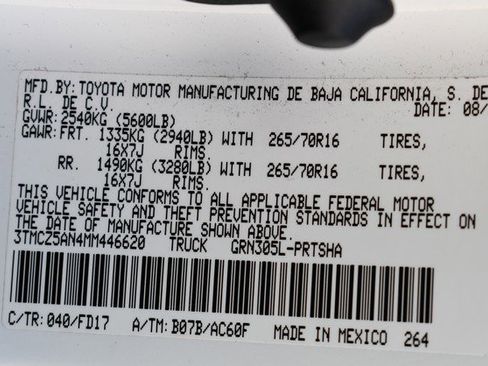 MFD.BY:TOYOTA MOTOR MANUFACTURING DE BAJA CALIFORNIA, S. DE
R.L. DE C.V. DATE: 08/
GVWR:2540KG (5600LB)
GAWR:FRT. 1335KG (2940LB) WITH 265/70R16 TIRES,
16X7J RIMS.
RR. 1490KG (3280LB) WITH 265/70R16 TIRES,
16X7J RIMS.
THIS VEHICLE CONFORMS TO ALL APPLICABLE FEDERAL MOTOR
VEHICLE SAFETY AND THEFT PREVENTION STANDARDS IN EFFECT ON
THE DATE OF MANUFACTURE SHOWN ABOVE.
3TMCZ5AN4MM446620 TRUCK GRN305L-PRTSHA
C/TR:040/FD17 A/TM:B07B/AC60F MADE IN MEXICO 264